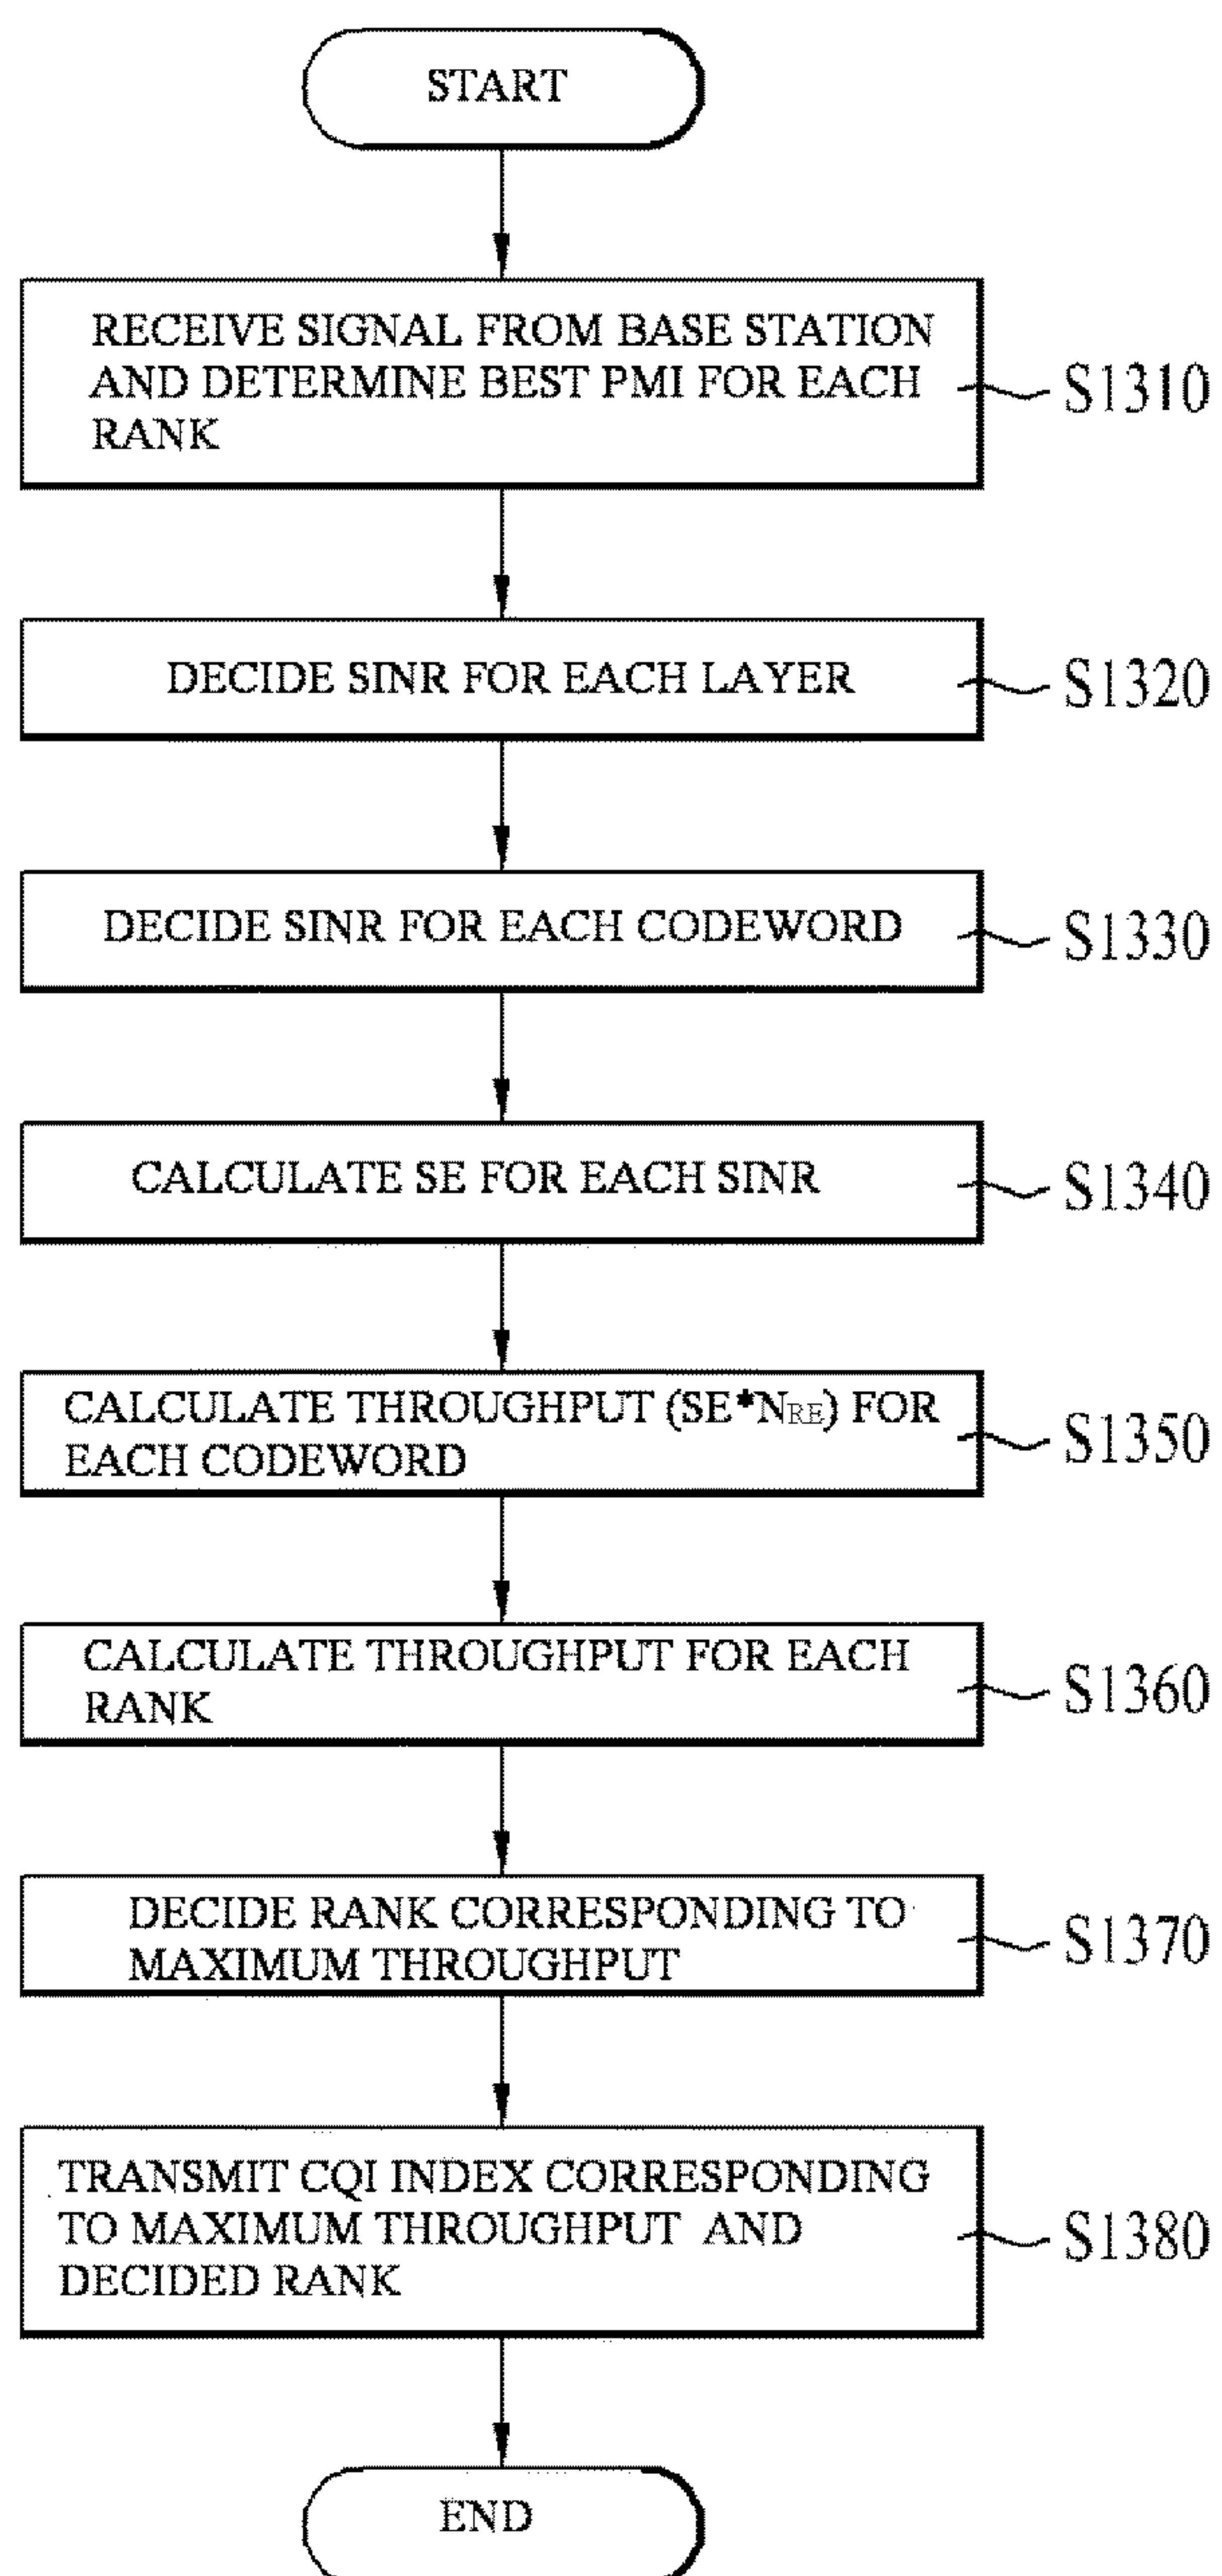 START
RECEIVE SIGNAL FROM BASE STATION
AND DETERMINE BEST PMI FOR EACH
RANK
S1310
DECIDE SINR FOR EACH LAYER
S1320
DECIDE SINR FOR EACH CODEWORD
S1330
CALCULATE SE FOR EACH SINR
S1340
CALCULATE THROUGHPUT (SE*NRE) FOR
EACH CODEWORD
S1350
CALCULATE THROUGHPUT FOR EACH
RANK
S1360
DECIDE RANK CORRESPONDING TO
MAXIMUM THROUGHPUT
S1370
TRANSMIT CQI INDEX CORRESPONDING
TO MAXIMUM THROUGHPUT AND
DECIDED RANK
S1380
END